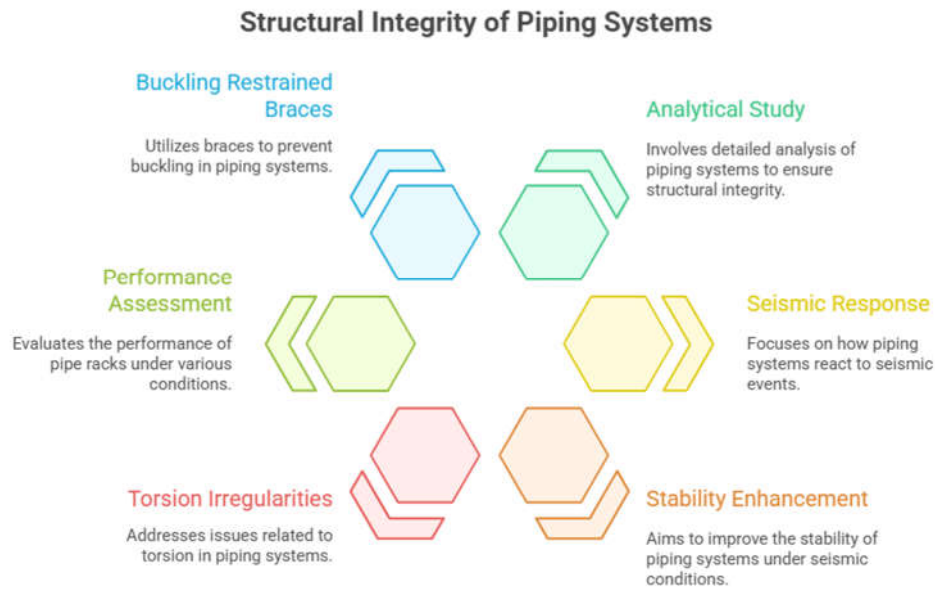 Structural Integrity of Piping Systems
Buckling Restrained
Braces
Utilizes braces to prevent
buckling in piping systems.
Analytical Study
Involves detailed analysis of
piping systems to ensure
structural integrity.
Performance
Assessment
Evaluates the performance of
pipe racks under various
conditions.
Seismic Response
Focuses on how piping
systems react to seismic
events.
Torsion Irregularities
Addresses issues related to
torsion in piping systems.
Stability Enhancement
Aims to improve the stability of
piping systems under seismic
conditions.